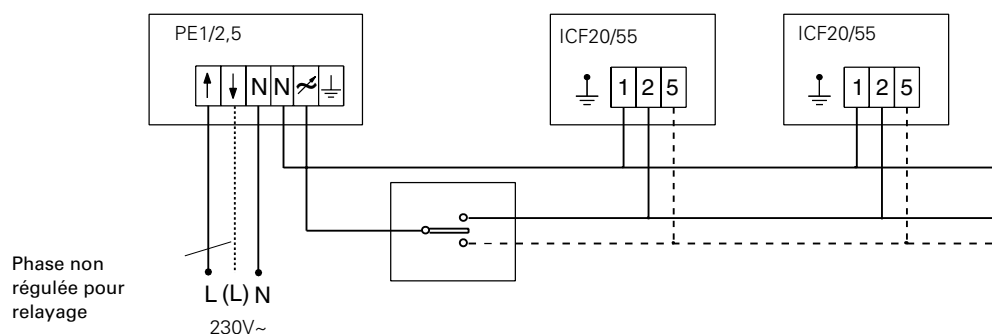 PE1/2,5
N N
ICF20/55
1 2 5
ICF20/55
1 2 5
Phase non
régulée pour
relayage
L (L) N
230V~